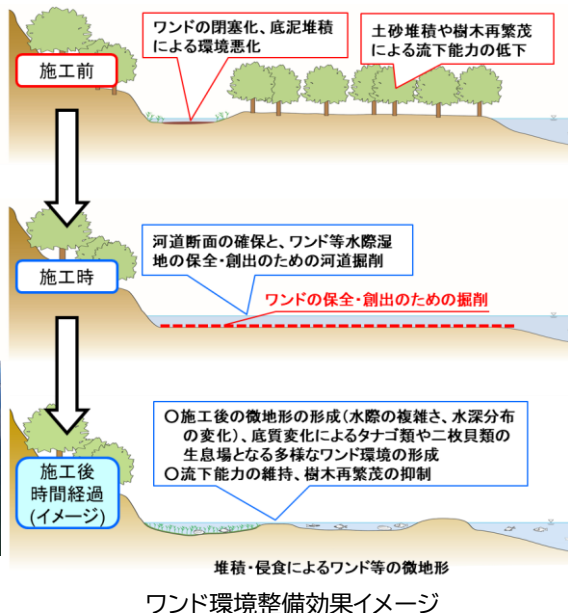 ワンドの閉塞化、底泥堆積
による環境悪化
土砂堆積や樹木再繁茂
による流下能力の低下
施工前
河道断面の確保と、ワンド等水際湿
地の保全・創出のための河道掘削
施工時
ワンドの保全・創出のための掘削
○施工後の微地形の形成(水際の複雑さ、水深分布
の変化)、底質変化によるタナゴ類や二枚貝類の
生息場となる多様なワンド環境の形成
○流下能力の維持、樹木再繁茂の抑制
施工後
時間経過
(イメージ)
堆積・侵食によるワンド等の微地形
ワンド環境整備効果イメージ